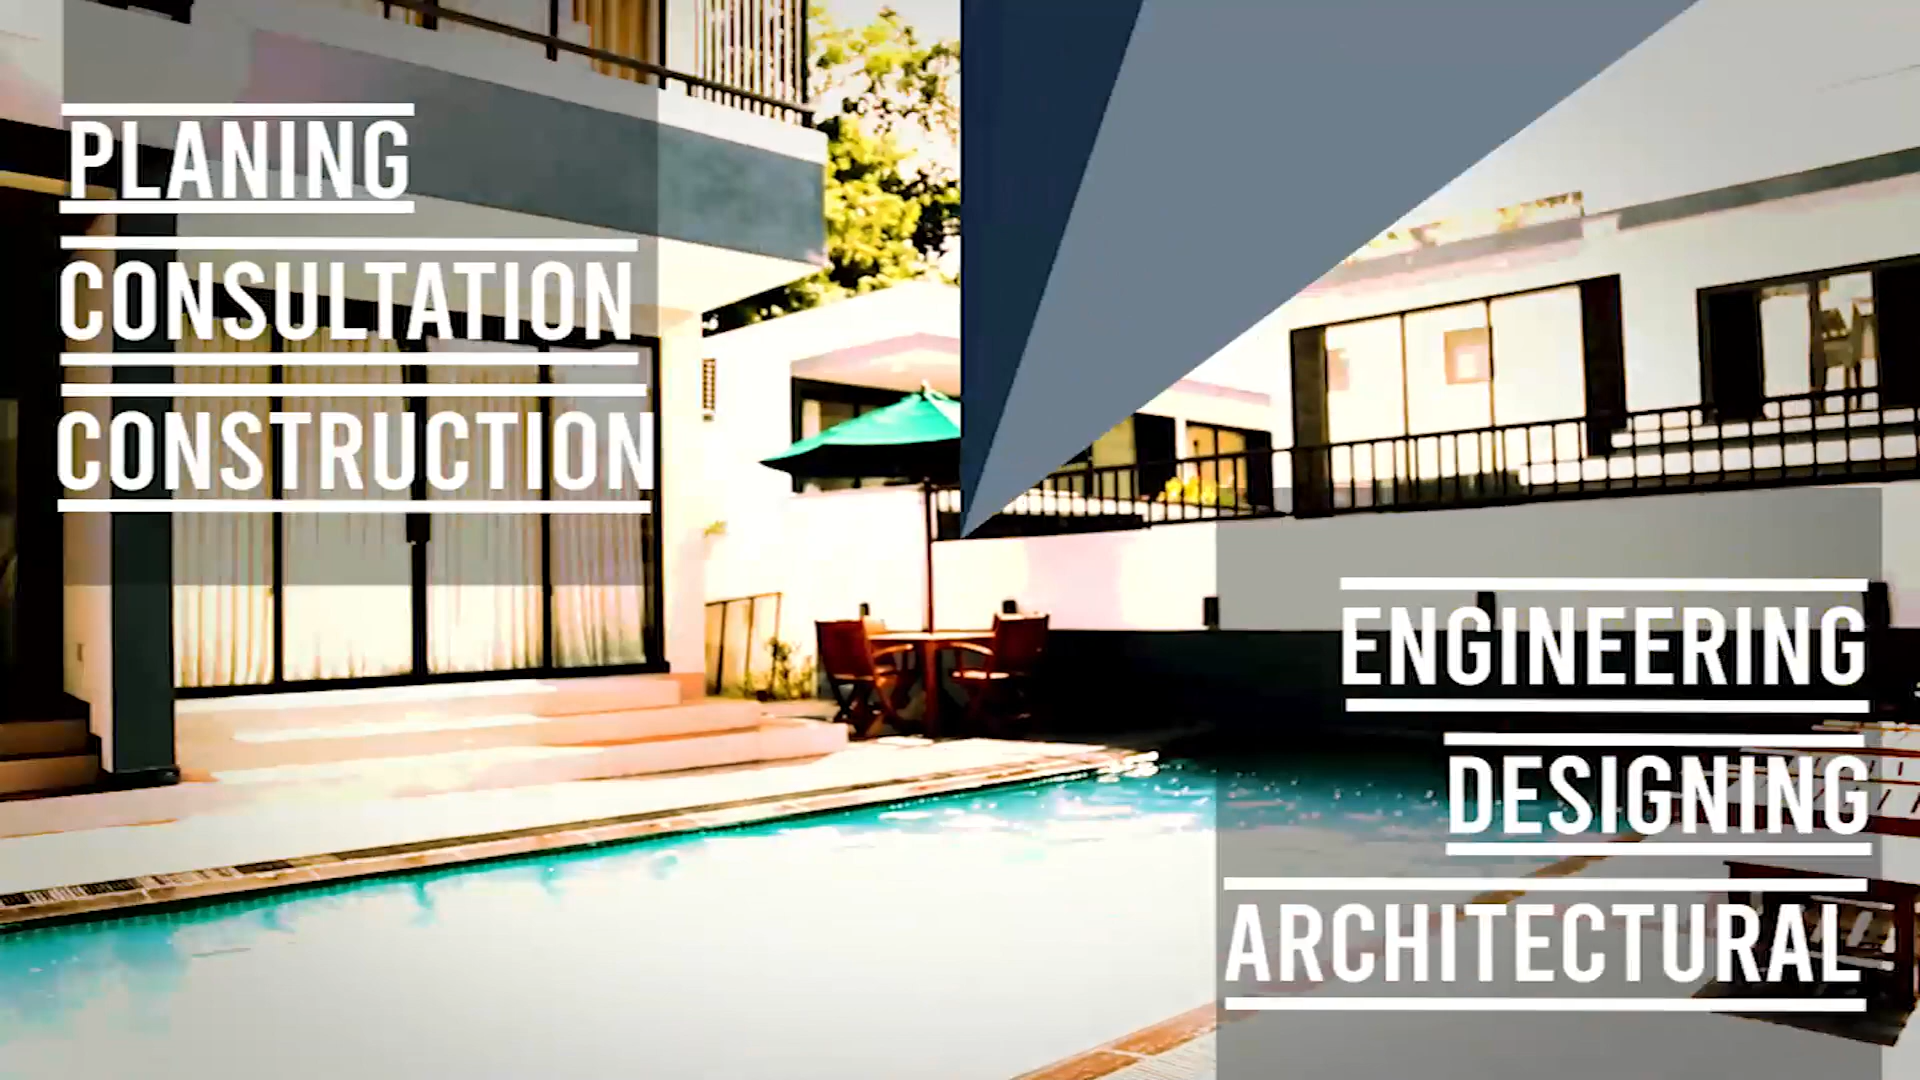 PLANING
CONSULTATION
CONSTRUCTION
ENGINEERING
DESIGNING
ARCHITECTURAL